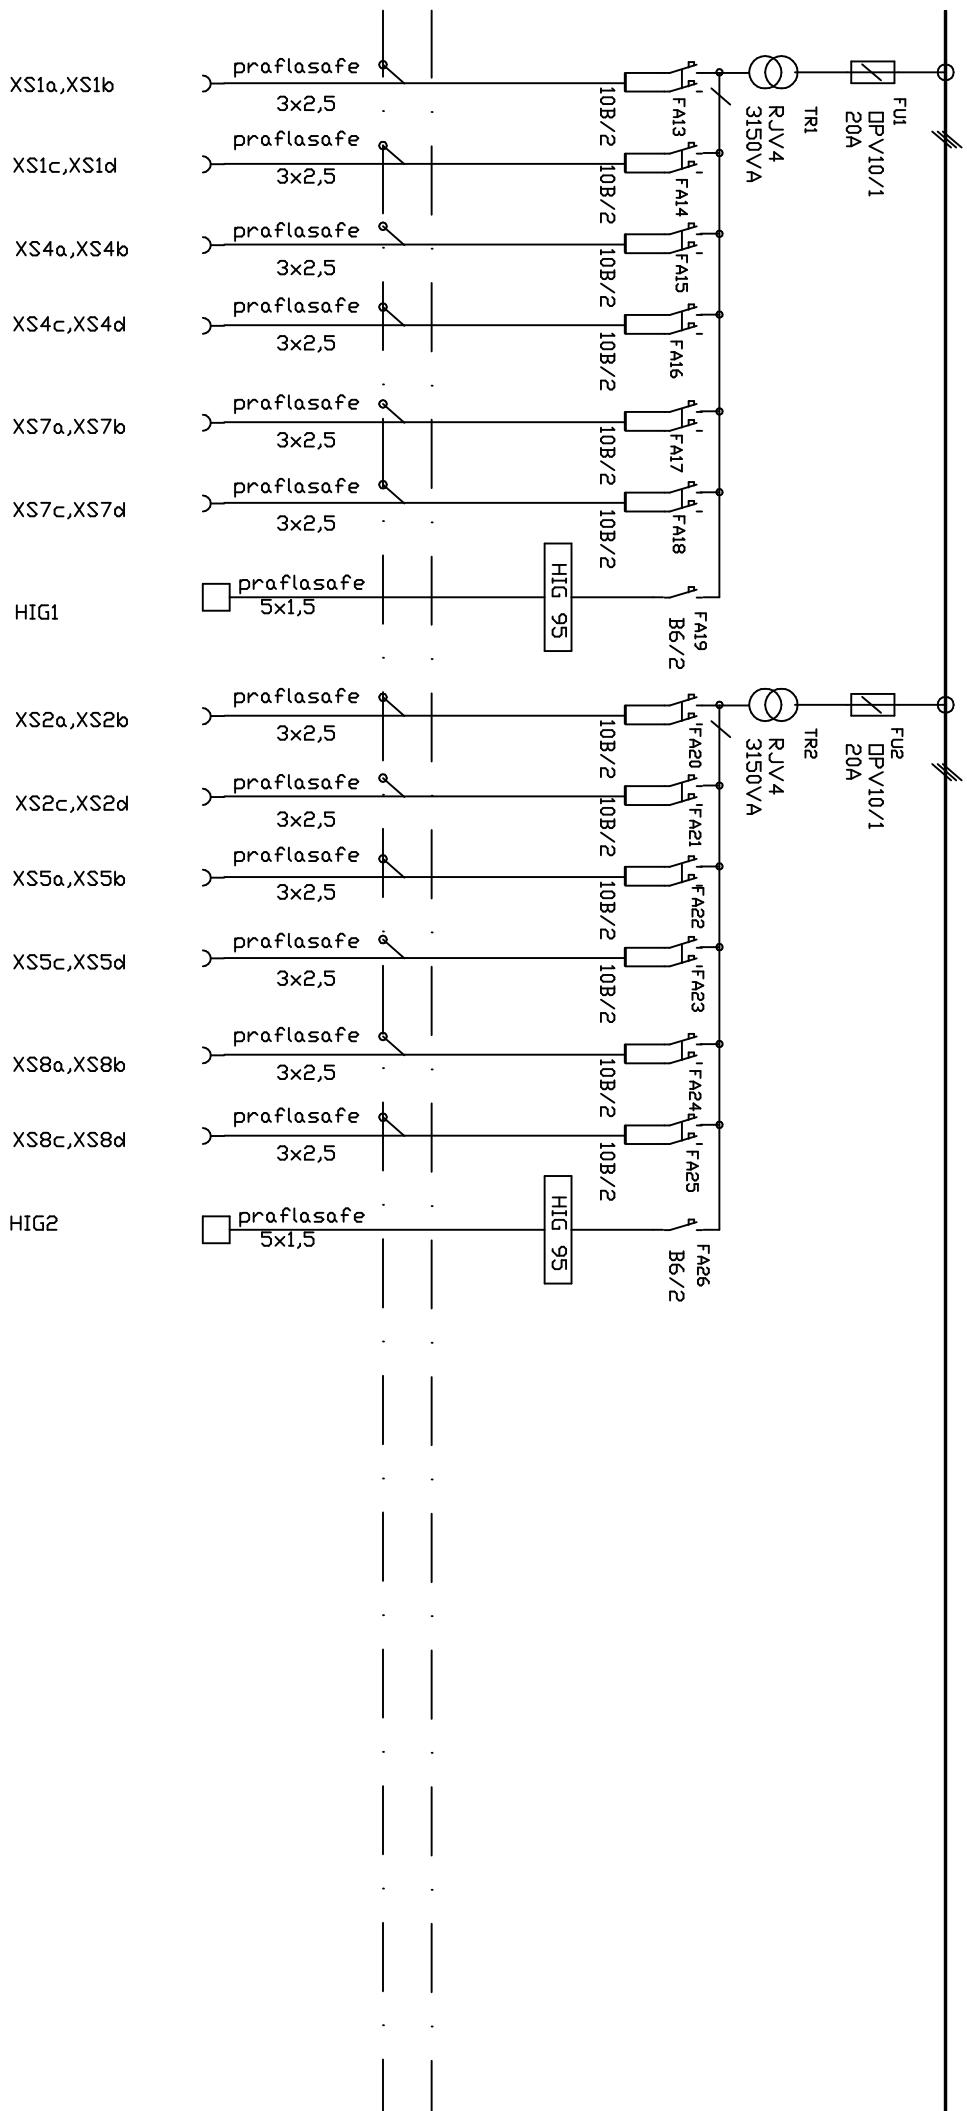 XS1a,XS1b
praflasafe
3x2,5
10B/2
FA13
TR1
RJV4
3150VA
FU1
OPV10/1
20A
XS1c,XS1d
praflasafe
3x2,5
10B/2
FA14
XS4a,XS4b
praflasafe
3x2,5
10B/2
FA15
XS4c,XS4d
praflasafe
3x2,5
10B/2
FA16
XS7a,XS7b
praflasafe
3x2,5
10B/2
FA17
XS7c,XS7d
praflasafe
3x2,5
10B/2
FA18
HIG1
praflasafe
5x1,5
HIG 95
FA19
B6/2
XS2a,XS2b
praflasafe
3x2,5
10B/2
FA20
TR2
RJV4
3150VA
FU2
OPV10/1
20A
XS2c,XS2d
praflasafe
3x2,5
10B/2
FA21
XS5a,XS5b
praflasafe
3x2,5
10B/2
FA22
XS5c,XS5d
praflasafe
3x2,5
10B/2
FA23
XS8a,XS8b
praflasafe
3x2,5
10B/2
FA24
XS8c,XS8d
praflasafe
3x2,5
10B/2
FA25
HIG2
praflasafe
5x1,5
HIG 95
FA26
B6/2